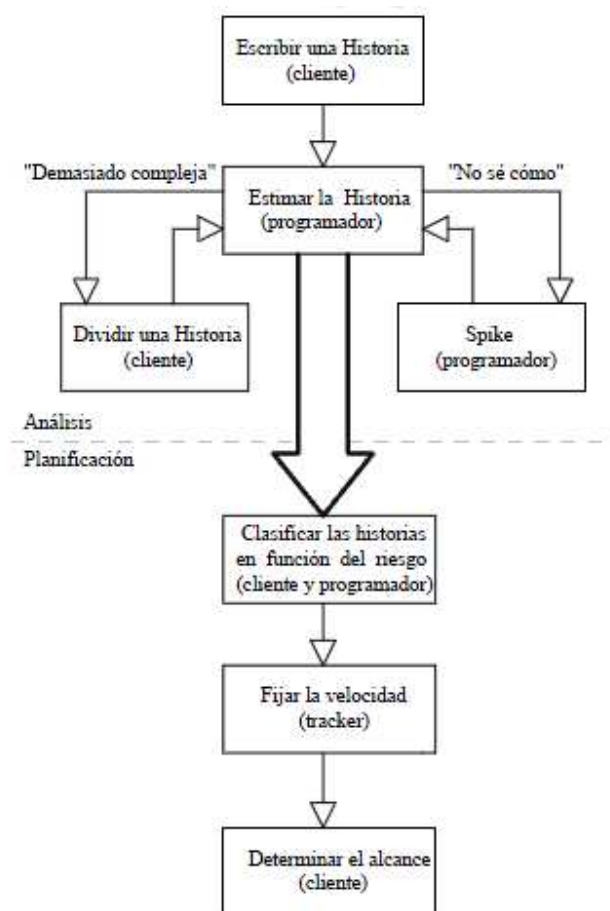 Escribir una Historia
(cliente)
"Demasiado compleja"
"No sé cómo"
Estimar la Historia
(programador)
Dividir una Historia
(cliente)
Spike
(programador)
Análisis
Planificación
Clasificar las historias
en función del riesgo
(cliente y programador)
Fijar la velocidad
(tracker)
Determinar el alcance
(cliente)